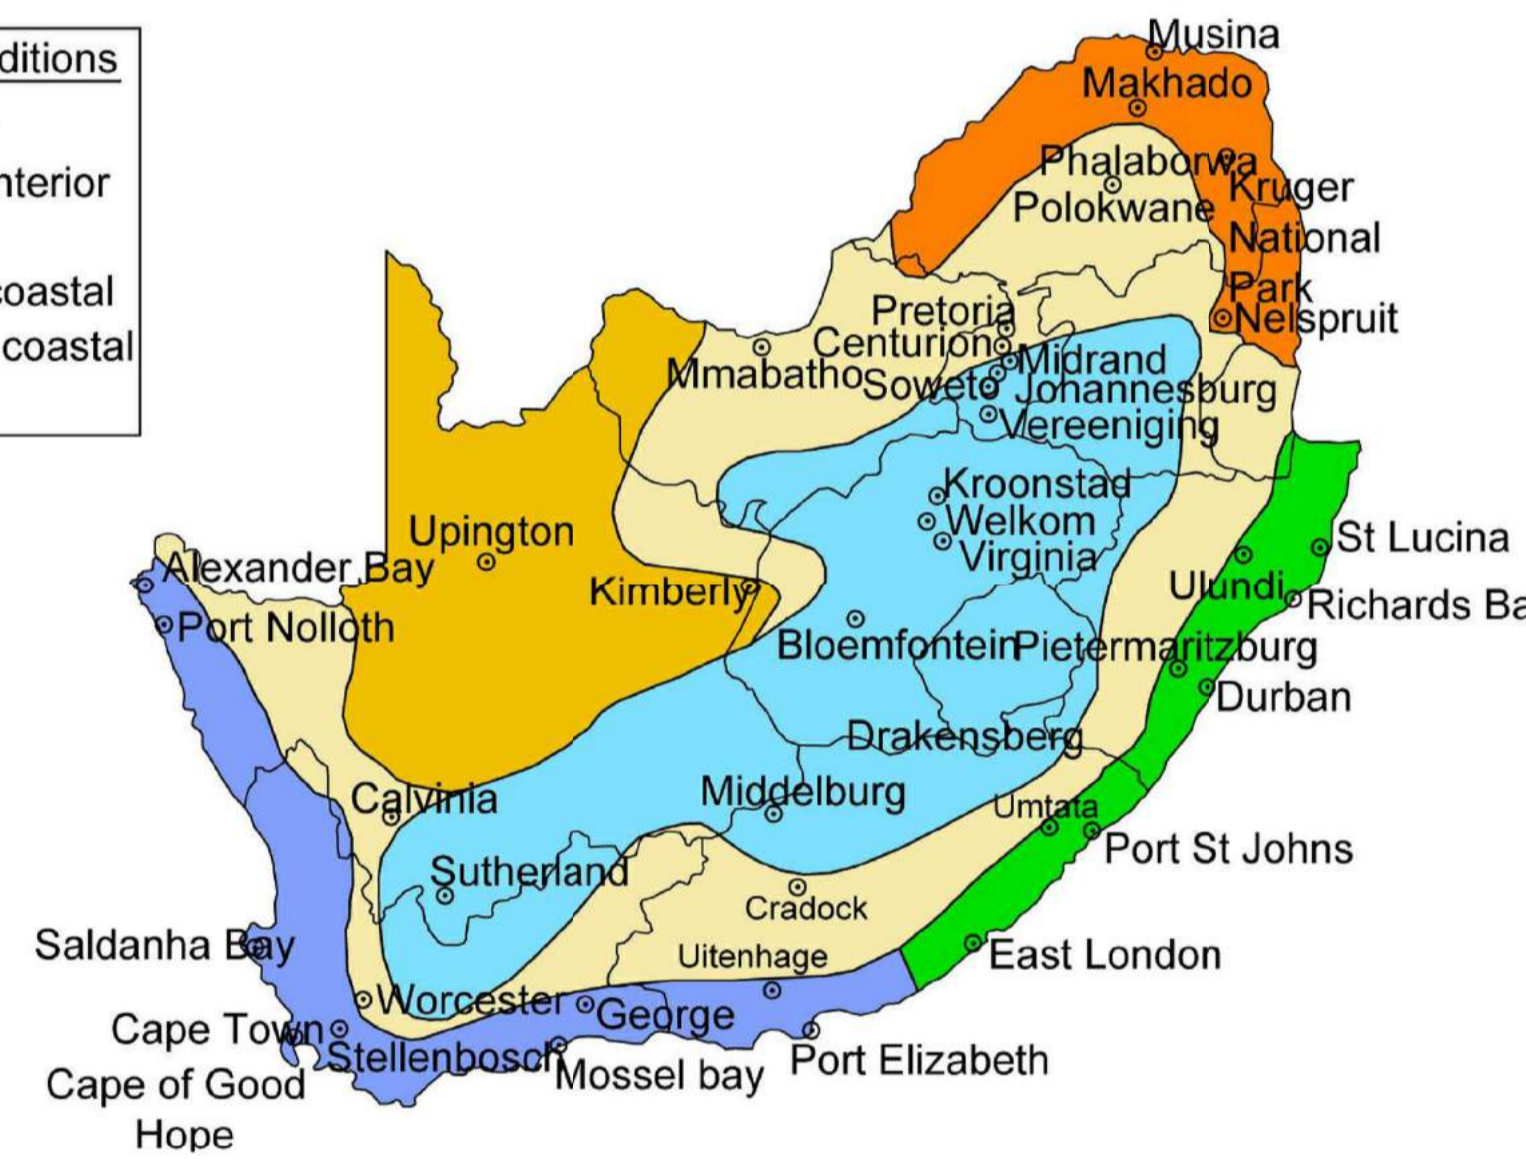 ditions
nterior
coastal
coastal
Musina
Makhado
Phalaborwa
Kruger
Polokwane
National
Park
Pretoria
Nelspruit
Centurion
Midrand
Mmabatho
Soweto
Johannesburg
Vereeniging
Kroonstad
Upington
Welkom
St Lucina
Virginia
Alexander Bay
Kimberly
Ulundi
Richards Ba
Port Nolloth
Bloemfontein
Pietermaritzburg
Durban
Drakensberg
Calvinia
Middelburg
Umtata
Port St Johns
Sutherland
Cradock
Saldanha Bay
Uitenhage
East London
Worcester
George
Cape Town
Stellenbosch
Mossel bay
Port Elizabeth
Cape of Good
Hope